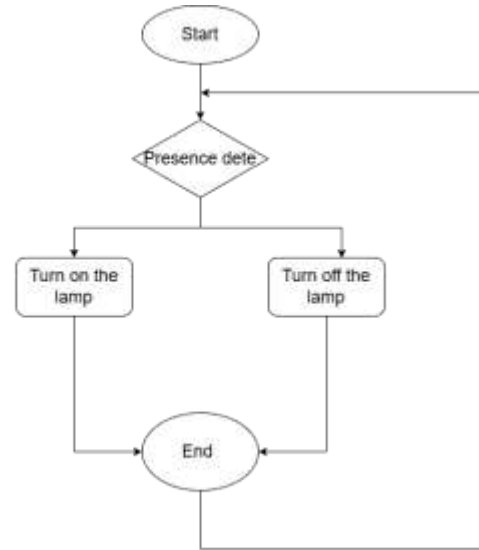 Start
Presence dete
Turn on the
lamp
Turn off the
lamp
End